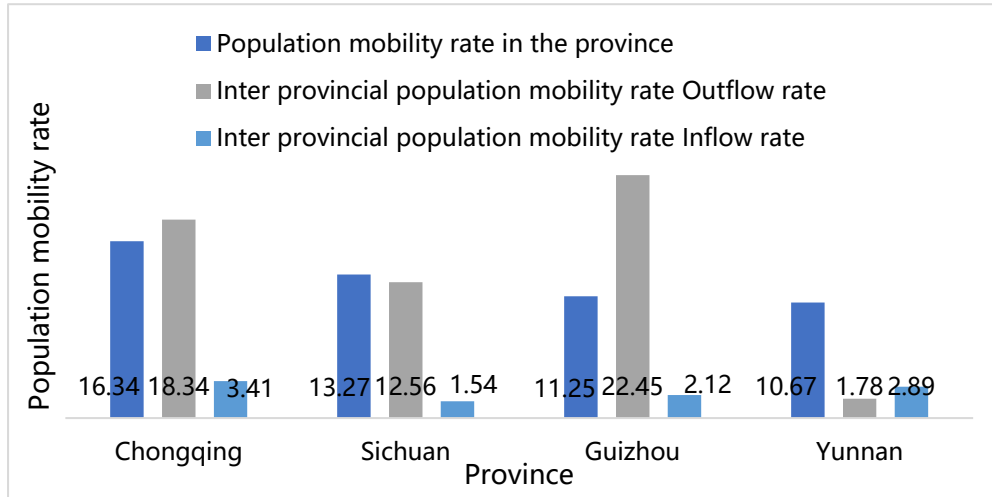 Population mobility rate in the province
Inter provincial population mobility rate Outflow rate
Inter provincial population mobility rate Inflow rate
Population mobility rate
16.34 18.34 3.41 13.27 12.56 1.54 11.25 22.45 2.12 10.67 1.78 2.89
Chongqing Sichuan Guizhou Yunnan
Province